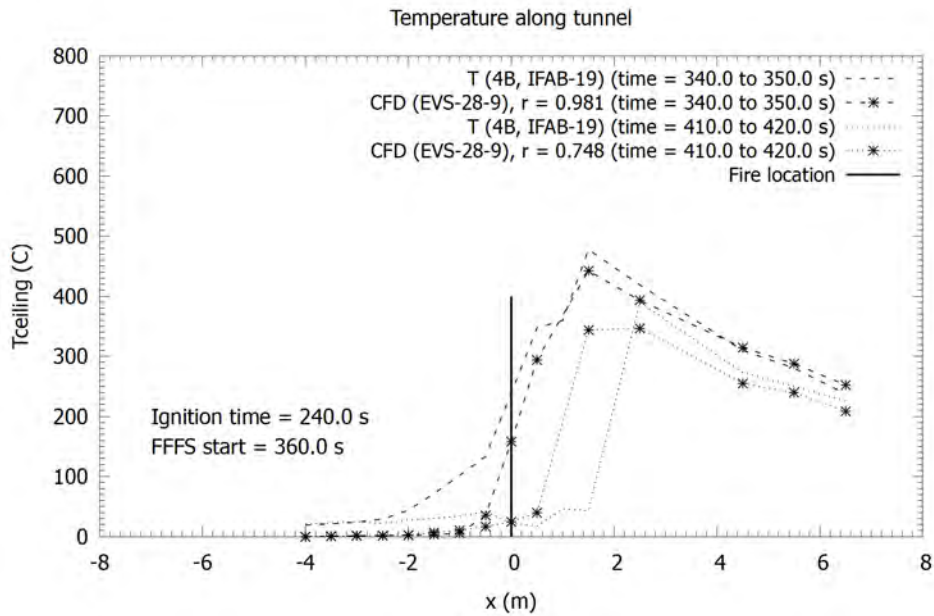 Temperature along tunnel
800
700
600
500
400
300
200
100
0
Tceiling (C)
T (4B, IFAB-19) (time = 340.0 to 350.0 s)
CFD (EVS-28-9), r = 0.981 (time = 340.0 to 350.0 s)
T (4B, IFAB-19) (time = 410.0 to 420.0 s)
CFD (EVS-28-9), r = 0.748 (time = 410.0 to 420.0 s)
Fire location
Ignition time = 240.0 s
FFFS start = 360.0 s
-8 -6 -4 -2 0 2 4 6 8
x (m)